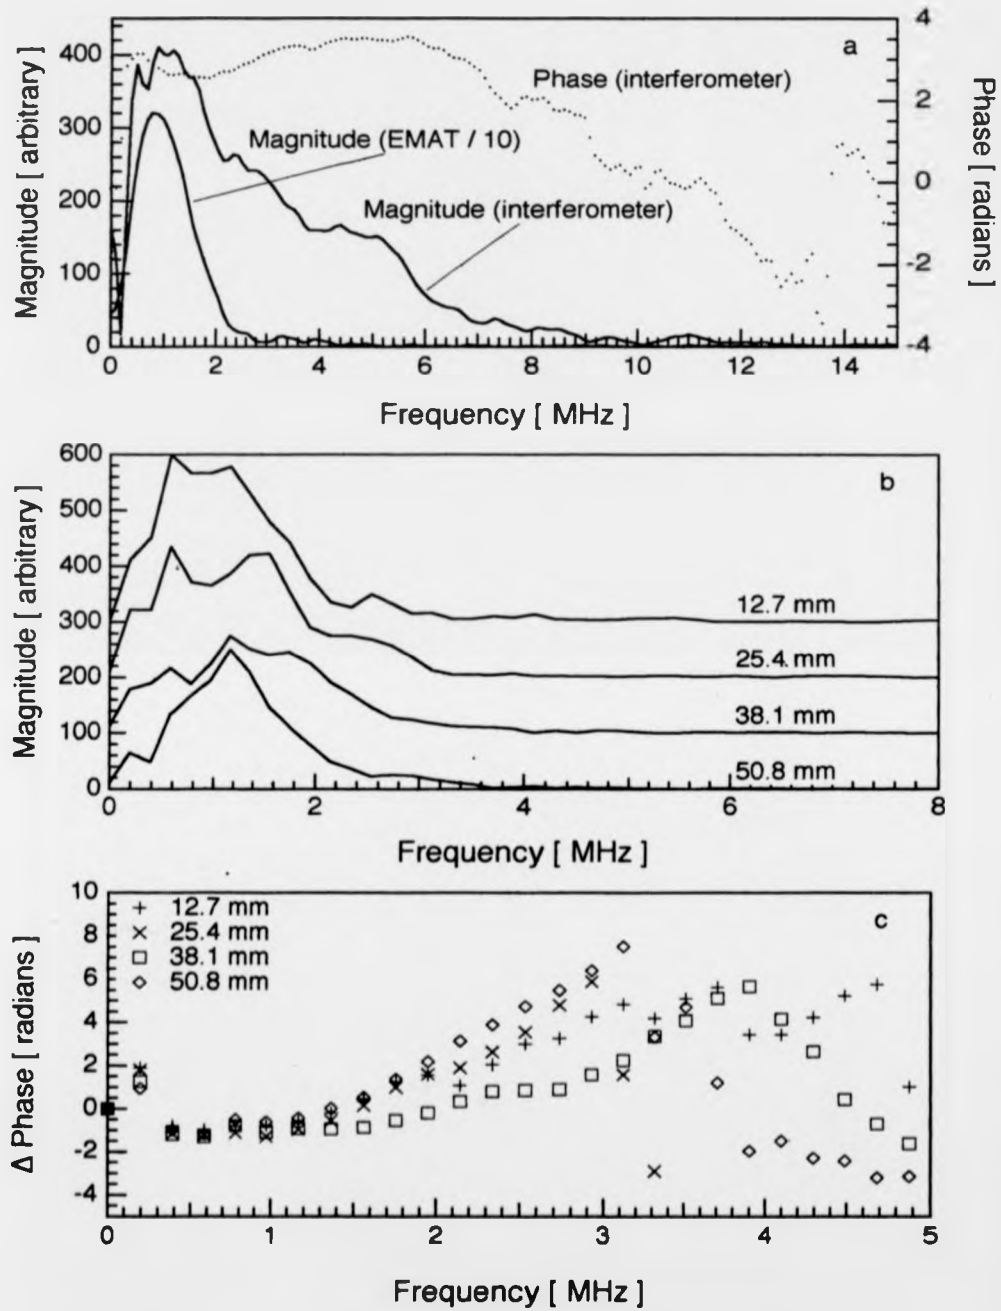 a
Magnitude [ arbitrary ]
400
300
200
100
0
Phase (interferometer)
Magnitude (EMAT / 10)
Magnitude (interferometer)
4
2
0
-2
-4
Phase [ radians ]
0 2 4 6 8 10 12 14
Frequency [ MHz ]
b
Magnitude [ arbitrary ]
600
500
400
300
200
100
0
12.7 mm
25.4 mm
38.1 mm
50.8 mm
0 2 4 6 8
Frequency [ MHz ]
c
Δ Phase [ radians ]
10
8
6
4
2
0
-2
-4
+ 12.7 mm
× 25.4 mm
□ 38.1 mm
◇ 50.8 mm
0 1 2 3 4 5
Frequency [ MHz ]